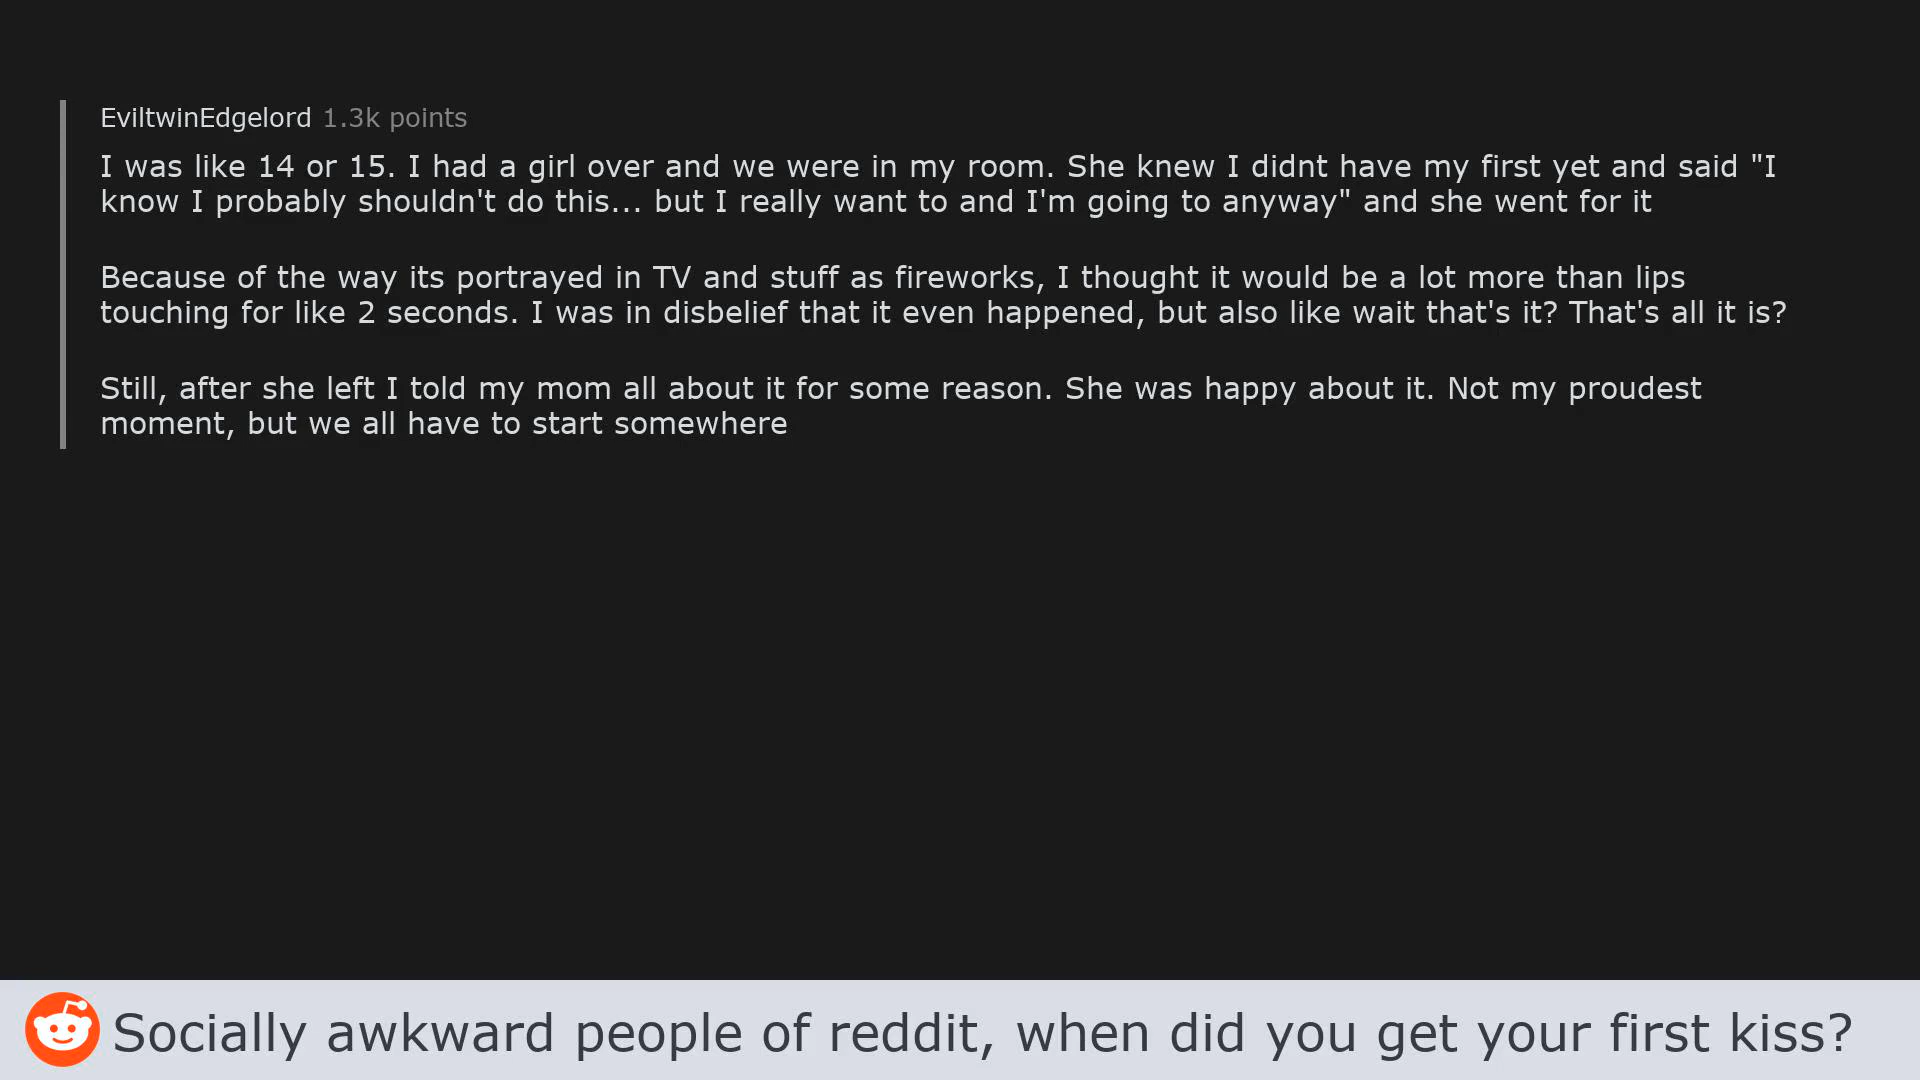 EviltwinEdgelord 1.3k points
I was like 14 or 15. I had a girl over and we were in my room. She knew I didnt have my first yet and said "I
know I probably shouldn't do this... but I really want to and I'm going to anyway" and she went for it
Because of the way its portrayed in TV and stuff as fireworks, I thought it would be a lot more than lips
touching for like 2 seconds. I was in disbelief that it even happened, but also like wait that's it? That's all it is?
Still, after she left I told my mom all about it for some reason. She was happy about it. Not my proudest
moment, but we all have to start somewhere
Socially awkward people of reddit, when did you get your first kiss?